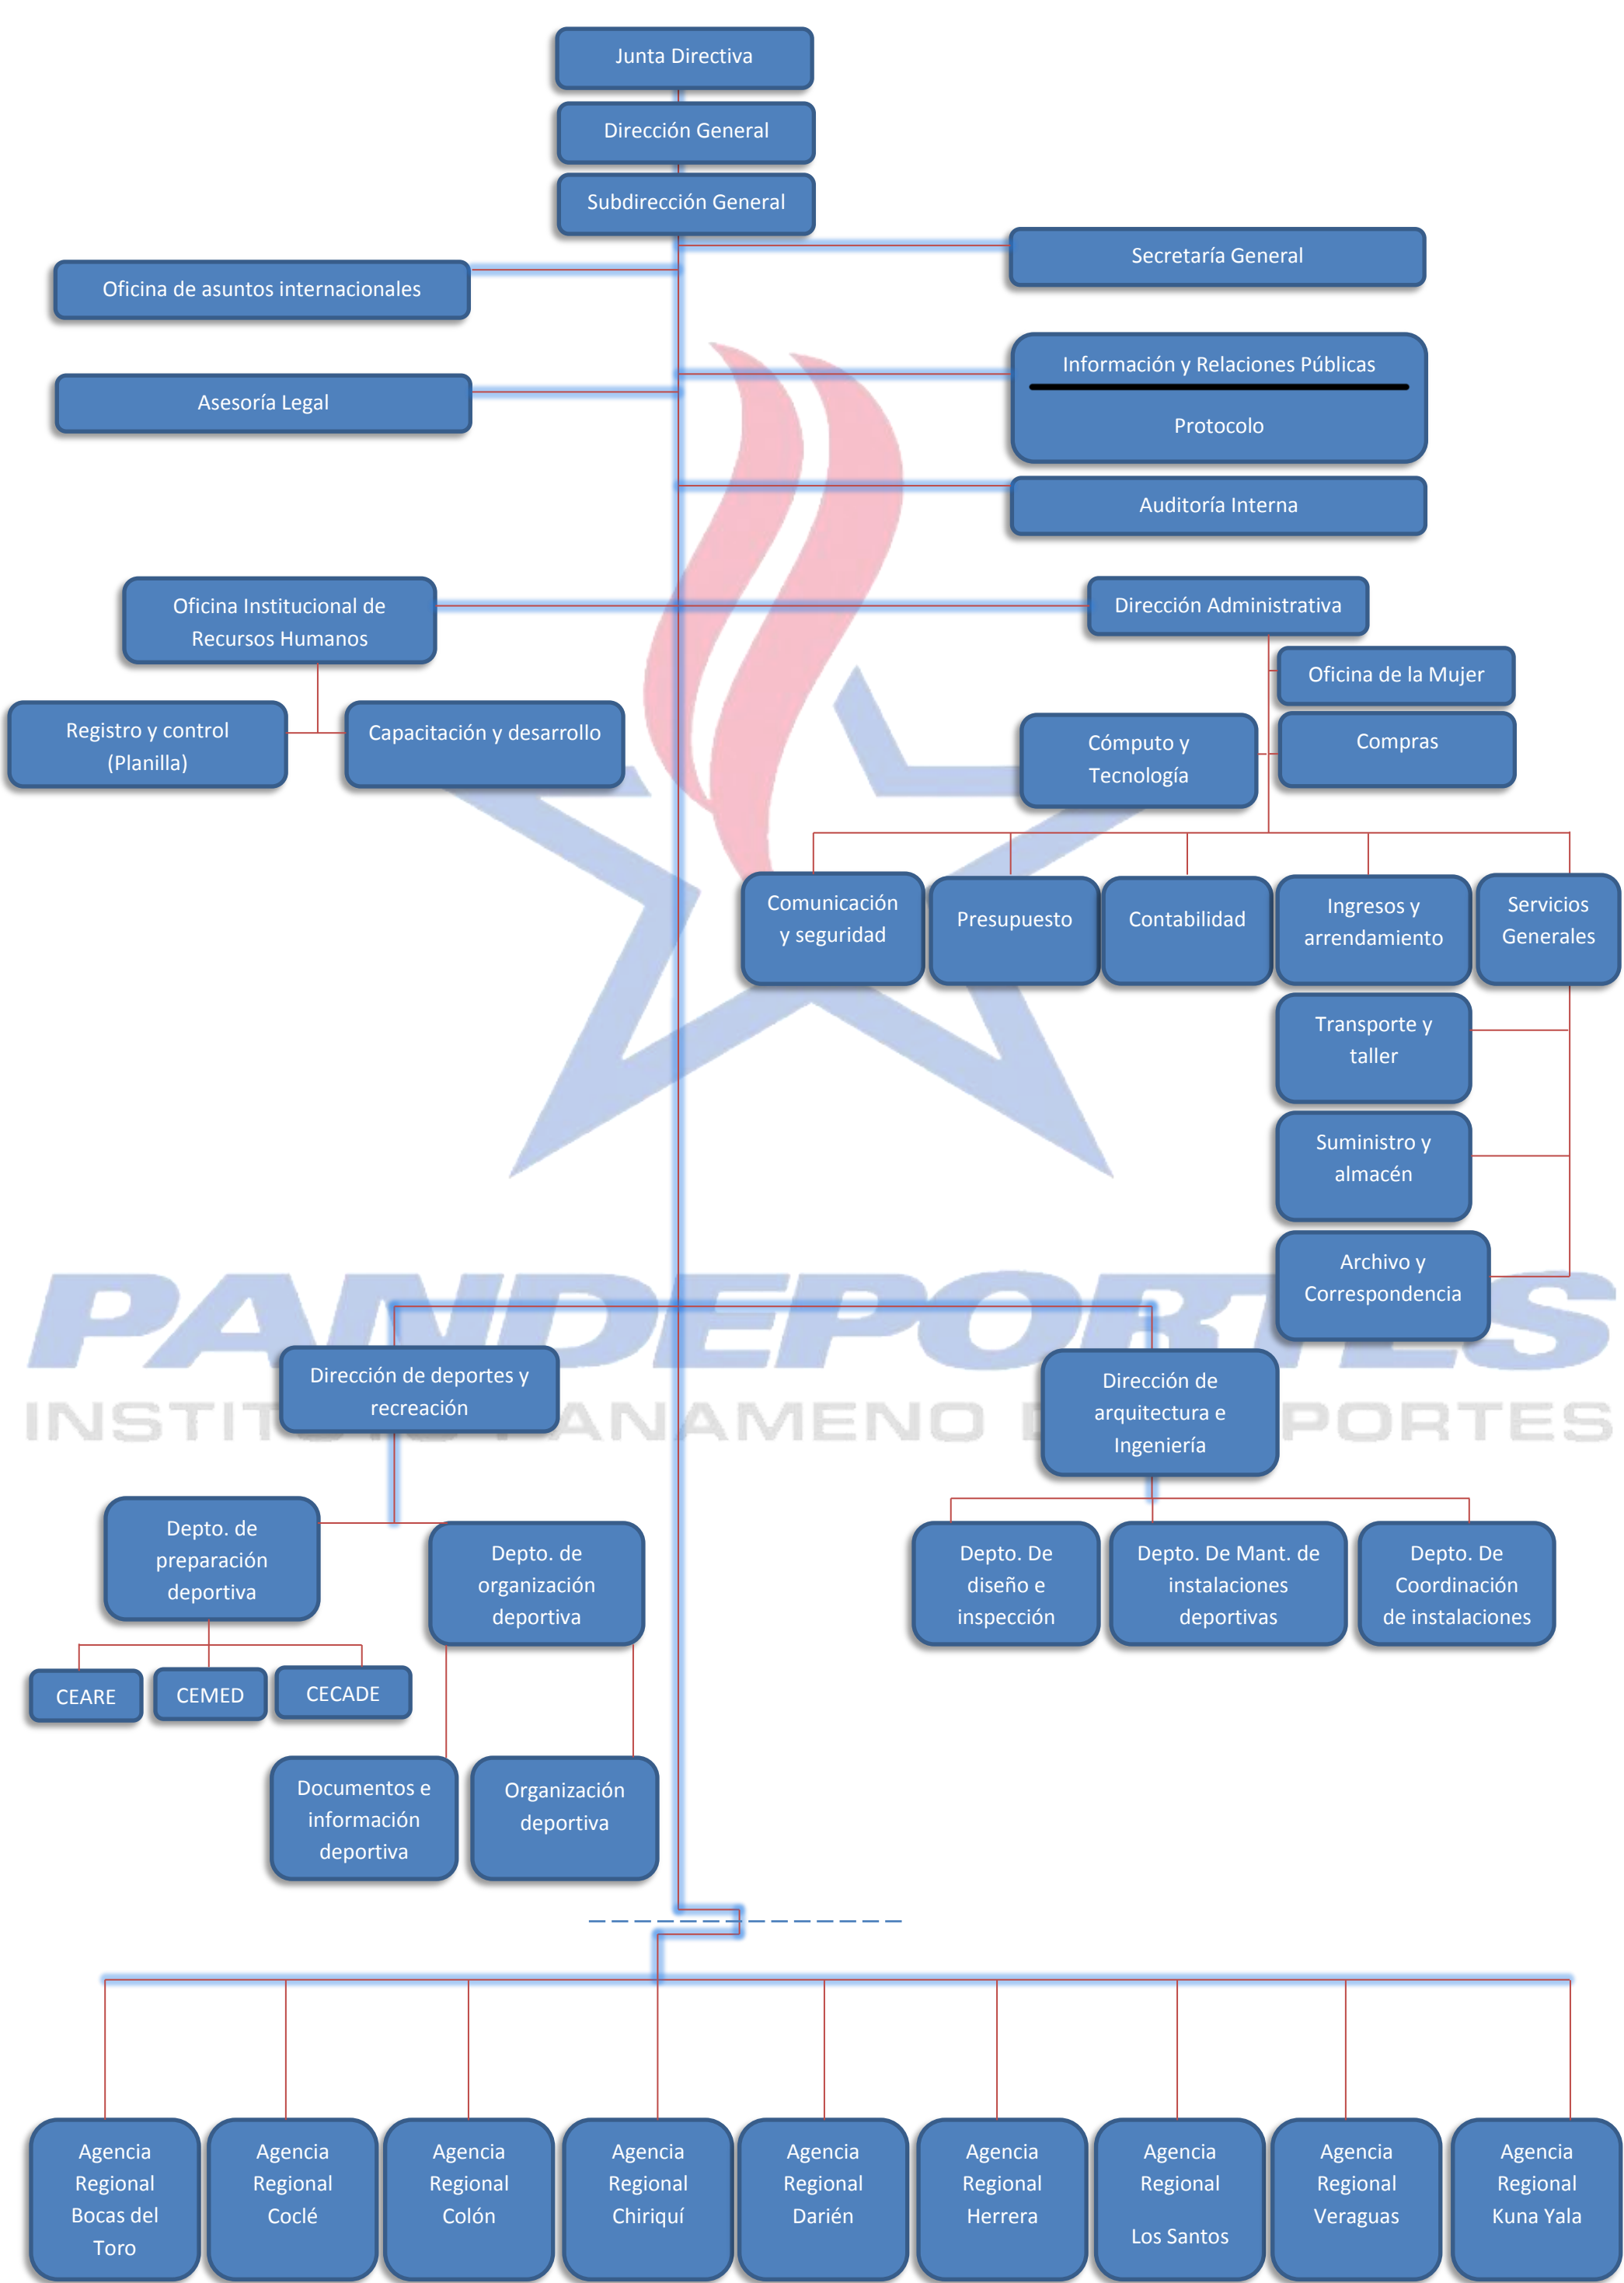 Junta Directiva
Dirección General
Subdirección General
Secretaría General
Oficina de asuntos internacionales
Información y Relaciones Públicas
Protocolo
Asesoría Legal
Auditoría Interna
Oficina Institucional de
Recursos Humanos
Dirección Administrativa
Oficina de la Mujer
Registro y control
(Planilla)
Capacitación y desarrollo
Cómputo y
Tecnología
Compras
Comunicación
y seguridad
Presupuesto
Contabilidad
Ingresos y
arrendamiento
Servicios
Generales
Transporte y
taller
Suministro y
almacén
Archivo y
Correspondencia
PANDEPORTES
Dirección de deportes y
recreación
Dirección de
arquitectura e
Ingeniería
Depto. de
preparación
deportiva
Depto. de
organización
deportiva
Depto. De
diseño e
inspección
Depto. De Mant. de
instalaciones
deportivas
Depto. De
Coordinación
de instalaciones
CEARE
CEMED
CECADE
Documentos e
información
deportiva
Organización
deportiva
Agencia
Regional
Bocas del
Toro
Agencia
Regional
Coclé
Agencia
Regional
Colón
Agencia
Regional
Chiriquí
Agencia
Regional
Darién
Agencia
Regional
Herrera
Agencia
Regional
Los Santos
Agencia
Regional
Veraguas
Agencia
Regional
Kuna Yala